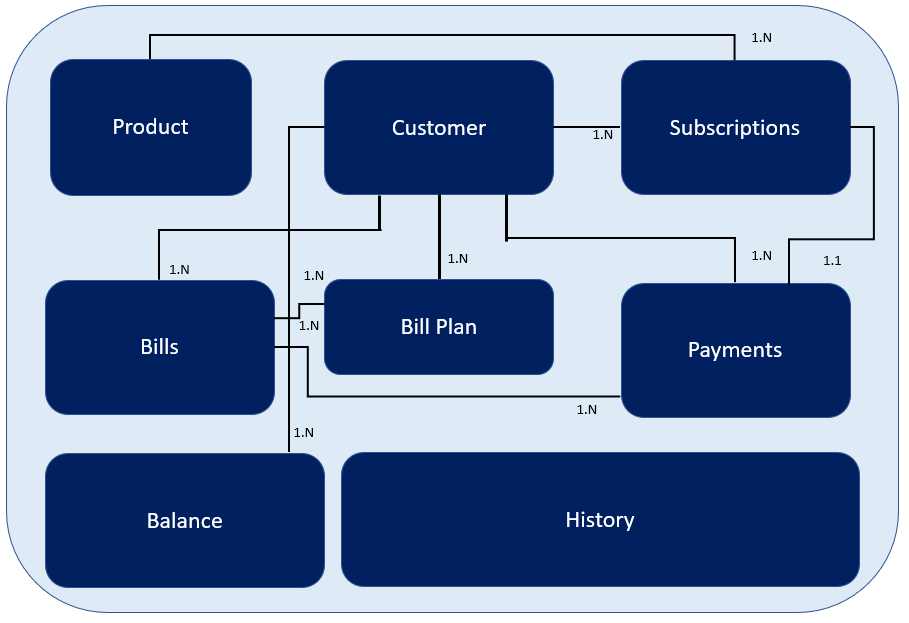 1.N
Product
Customer
1.N
Subscriptions
1.N
1.N
1.N
1.N
1.1
Bills
1.N
Bill Plan
Payments
1.N
1.N
Balance
History